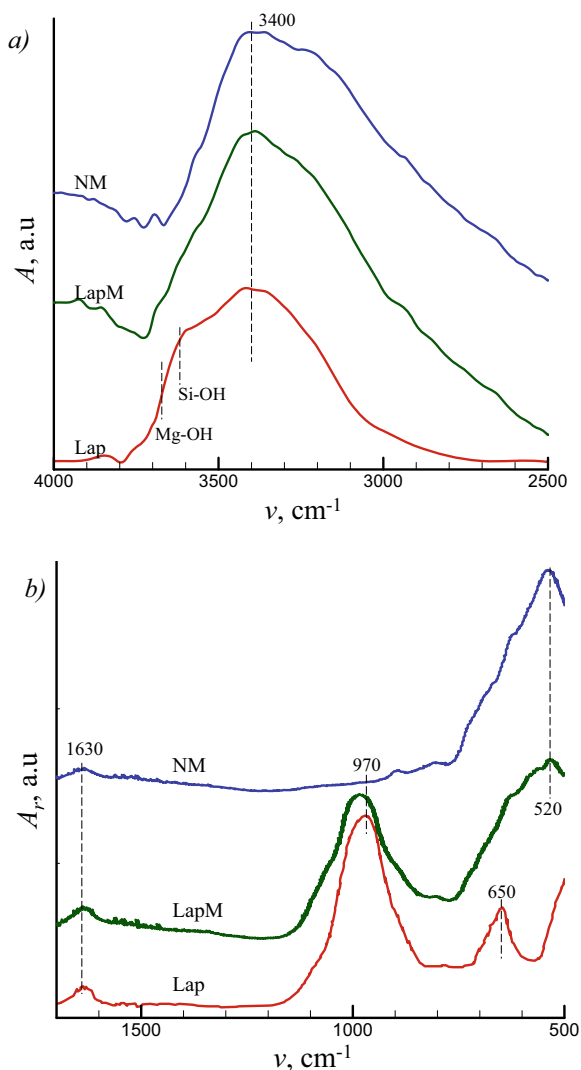 a)
3400
NM
LapM
Si-OH
Mg-OH
Lap
A, a.u
4000 3500 3000 2500
ν, cm-1
b)
1630
NM
970
520
LapM
650
Lap
Ar, a.u
1500 1000 500
ν, cm-1